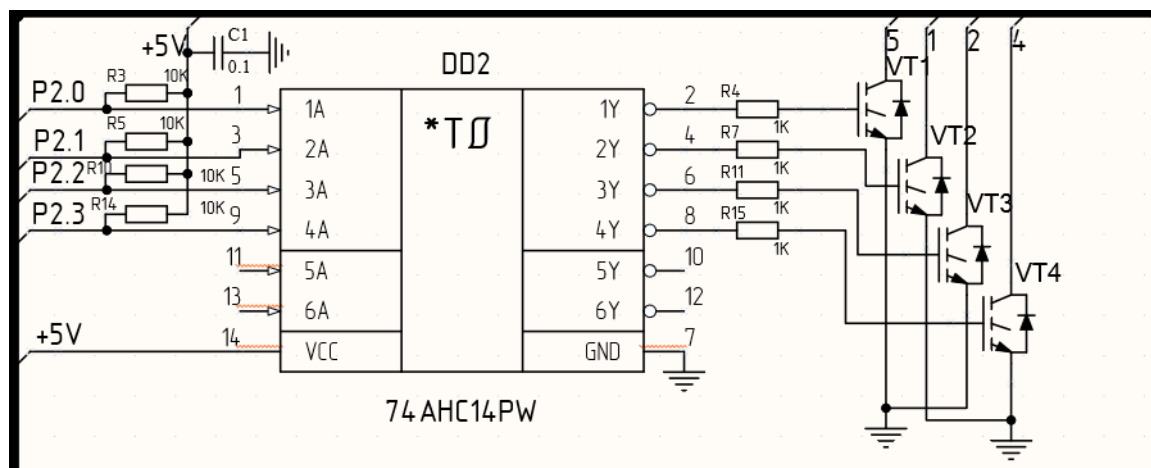 5 1 2 4
+5V C1
0.1
DD2
VT1
P2.0 R3 10K 1 1A *TD 1Y 2 R4 1K
P2.1 R5 10K 3 2A 2Y 4 R7 1K VT2
P2.2 R10 10K 5 3A 3Y 6 R11 1K
P2.3 R14 10K 9 4A 4Y 8 R15 1K VT3
11 5A 5Y 10
13 6A 6Y 12 VT4
+5V 14 VCC GND 7
74AHC14PW